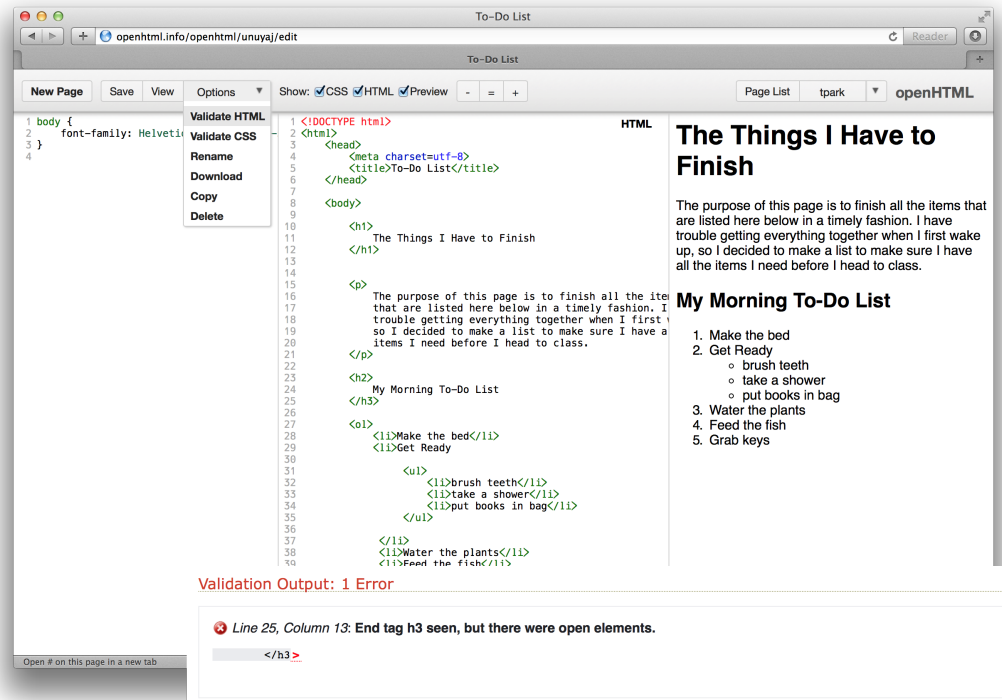 To-Do List
openhtml.info/openhtml/unuyaj/edit
Reader
To-Do List
New Page Save View Options ▼ Show: CSS HTML Preview - = + Page List tpark ▼ openHTML
Validate HTML
Validate CSS
Rename
Download
Copy
Delete
1 body {
2 font-family:
3 }
4
HTML
1 <!DOCTYPE html>
2 <html>
3 <head>
4 <meta charset=utf-8>
5 <title>To-Do List</title>
6 </head>
7
8 <body>
9
10 <h1>
11 The Things I Have to Finish
12 </h1>
13
14
15 <p>
16 The purpose of this page is to finish all the
17 that are listed here below in a timely fashion. I
18 trouble getting everything together when I first
19 so I decided to make a list to make sure I have a
20 items I need before I head to class.
21 </p>
22
23 <h2>
24 My Morning To-Do List
25 </h3>
26
27 <ol>
28 <li>Make the bed</li>
29 <li>Get Ready
30
31 <ul>
32 <li>brush teeth</li>
33 <li>take a shower</li>
34 <li>put books in bag</li>
35 </ul>
36
37 </li>
38 <li>Water the plants</li>
39 <li>Feed the fish</li>
The Things I Have to
Finish
The purpose of this page is to finish all the items that
are listed here below in a timely fashion. I have
trouble getting everything together when I first wake
up, so I decided to make a list to make sure I have
all the items I need before I head to class.
My Morning To-Do List
1. Make the bed
2. Get Ready
brush teeth
take a shower
put books in bag
3. Water the plants
4. Feed the fish
5. Grab keys
Open # on this page in a new tab
Validation Output: 1 Error
Line 25, Column 13: End tag h3 seen, but there were open elements.
</h3>